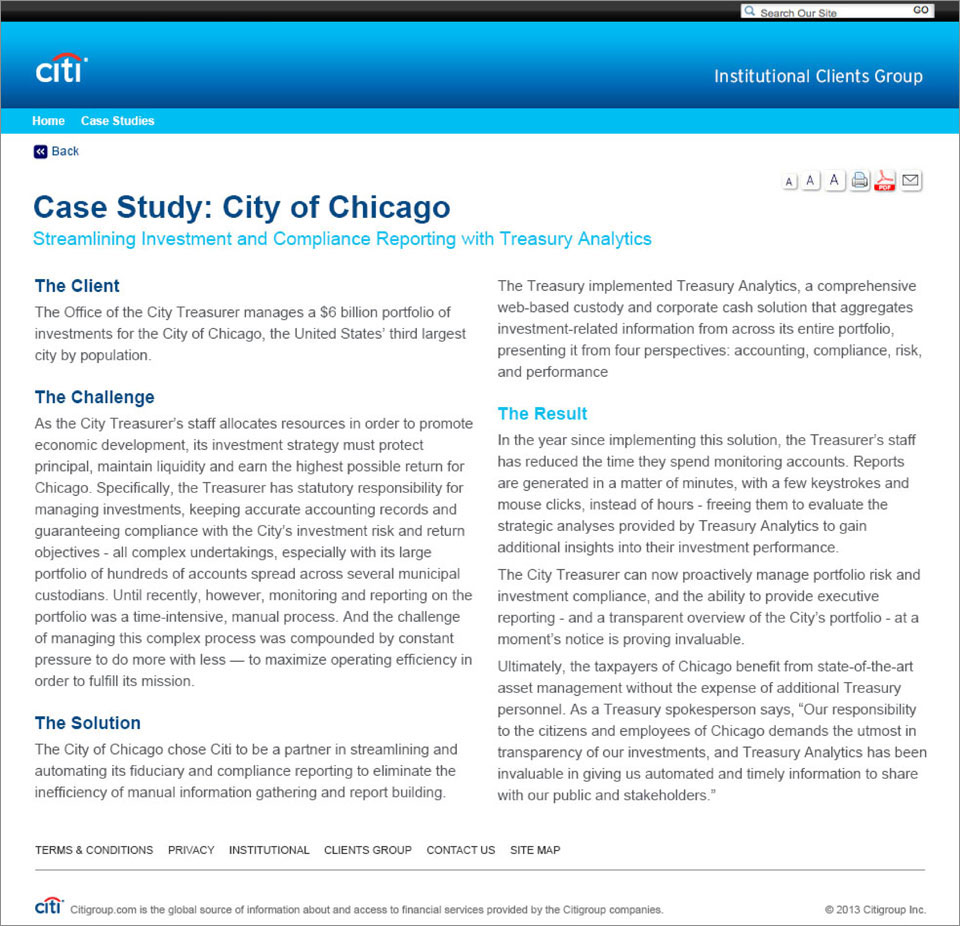 Search Our Site GO
citi
Institutional Clients Group
Home Case Studies
Back
A A A PDF
Case Study: City of Chicago
Streamlining Investment and Compliance Reporting with Treasury Analytics
The Client
The Office of the City Treasurer manages a $6 billion portfolio of
investments for the City of Chicago, the United States’ third largest
city by population.
The Challenge
As the City Treasurer’s staff allocates resources in order to promote
economic development, its investment strategy must protect
principal, maintain liquidity and earn the highest possible return for
Chicago. Specifically, the Treasurer has statutory responsibility for
managing investments, keeping accurate accounting records and
guaranteeing compliance with the City’s investment risk and return
objectives - all complex undertakings, especially with its large
portfolio of hundreds of accounts spread across several municipal
custodians. Until recently, however, monitoring and reporting on the
portfolio was a time-intensive, manual process. And the challenge
of managing this complex process was compounded by constant
pressure to do more with less — to maximize operating efficiency in
order to fulfill its mission.
The Solution
The City of Chicago chose Citi to be a partner in streamlining and
automating its fiduciary and compliance reporting to eliminate the
inefficiency of manual information gathering and report building.
The Treasury implemented Treasury Analytics, a comprehensive
web-based custody and corporate cash solution that aggregates
investment-related information from across its entire portfolio,
presenting it from four perspectives: accounting, compliance, risk,
and performance
The Result
In the year since implementing this solution, the Treasurer’s staff
has reduced the time they spend monitoring accounts. Reports
are generated in a matter of minutes, with a few keystrokes and
mouse clicks, instead of hours - freeing them to evaluate the
strategic analyses provided by Treasury Analytics to gain
additional insights into their investment performance.
The City Treasurer can now proactively manage portfolio risk and
investment compliance, and the ability to provide executive
reporting - and a transparent overview of the City’s portfolio - at a
moment’s notice is proving invaluable.
Ultimately, the taxpayers of Chicago benefit from state-of-the-art
asset management without the expense of additional Treasury
personnel. As a Treasury spokesperson says, “Our responsibility
to the citizens and employees of Chicago demands the utmost in
transparency of our investments, and Treasury Analytics has been
invaluable in giving us automated and timely information to share
with our public and stakeholders.”
TERMS & CONDITIONS PRIVACY INSTITUTIONAL CLIENTS GROUP CONTACT US SITE MAP
citi Citigroup.com is the global source of information about and access to financial services provided by the Citigroup companies. © 2013 Citigroup Inc.